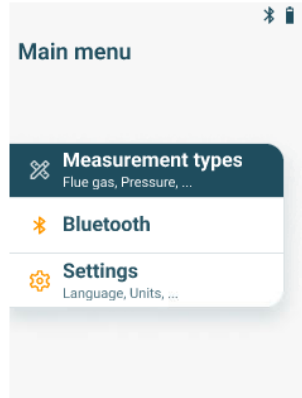 Main menu
Measurement types
Flue gas, Pressure, ...
Bluetooth
Settings
Language, Units, ...